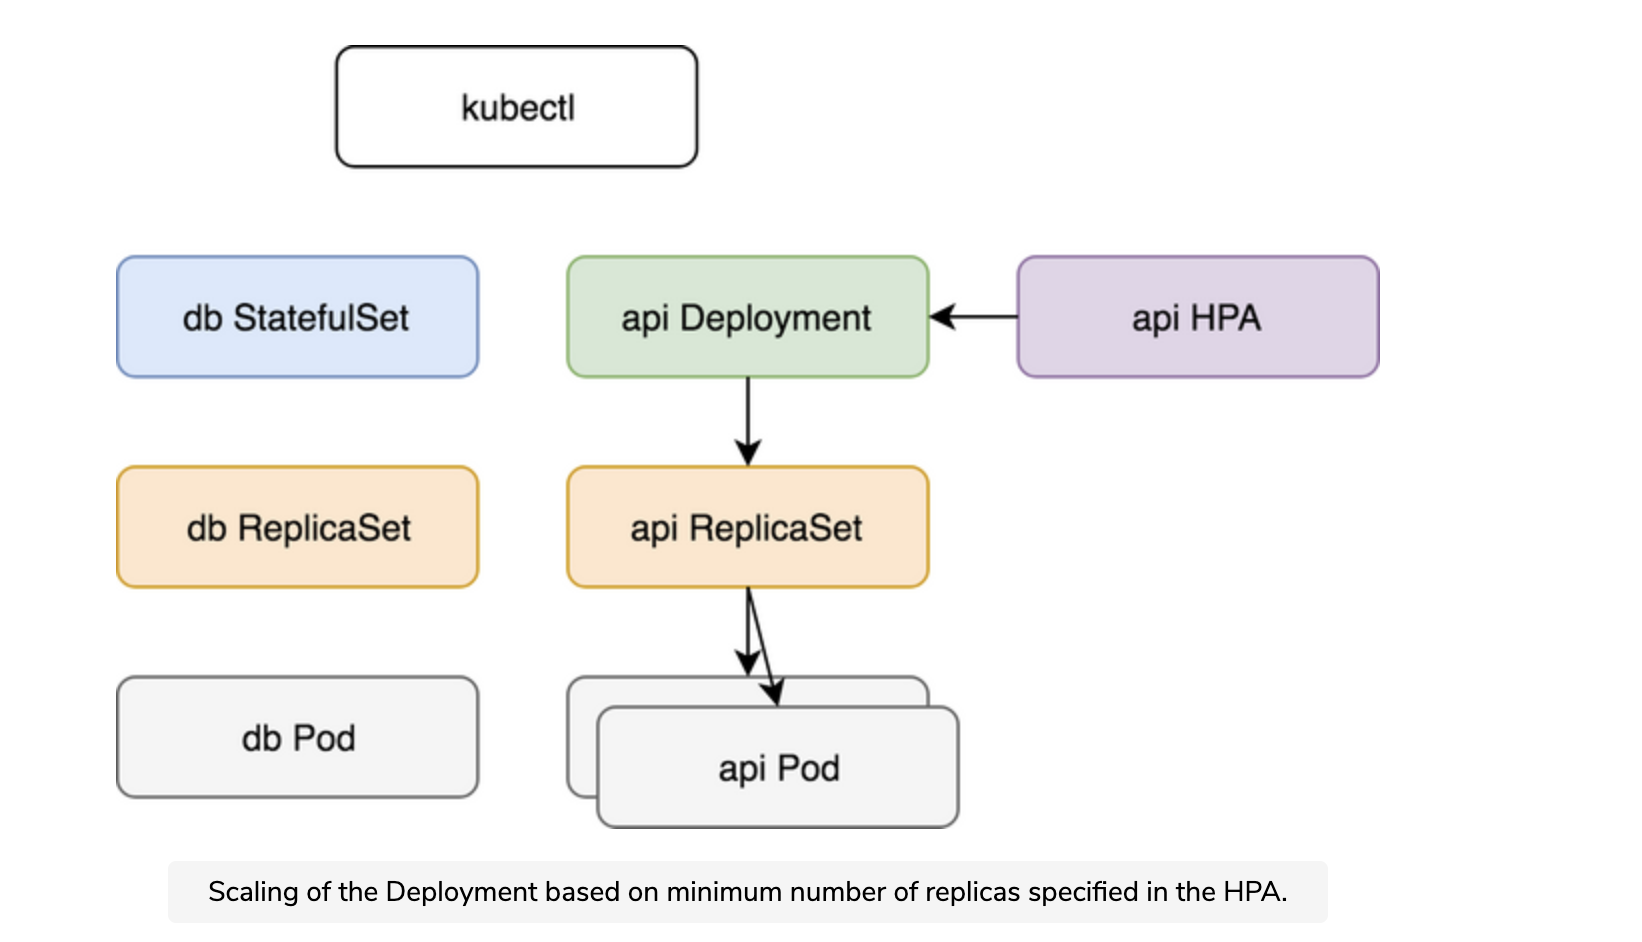 kubectl
db StatefulSet
api Deployment
api HPA
db ReplicaSet
api ReplicaSet
db Pod
api Pod
Scaling of the Deployment based on minimum number of replicas specified in the HPA.